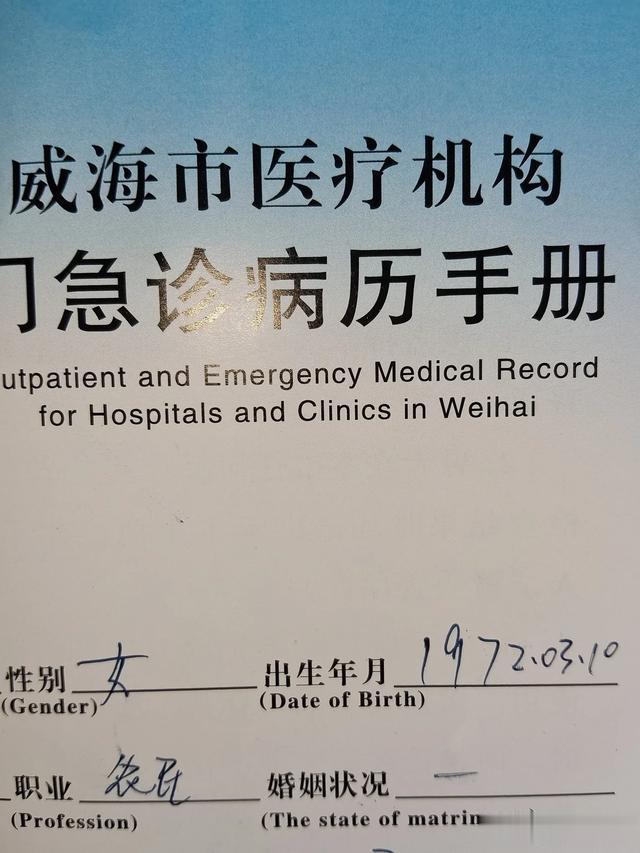 威海市医疗机构
门急诊病历手册
utpatient and Emergency Medical Record
for Hospitals and Clinics in Weihai
性别 女 出生年月 1972.03.10
(Gender) (Date of Birth)
职业 农民 婚姻状况 一
(Profession) (The state of matrim